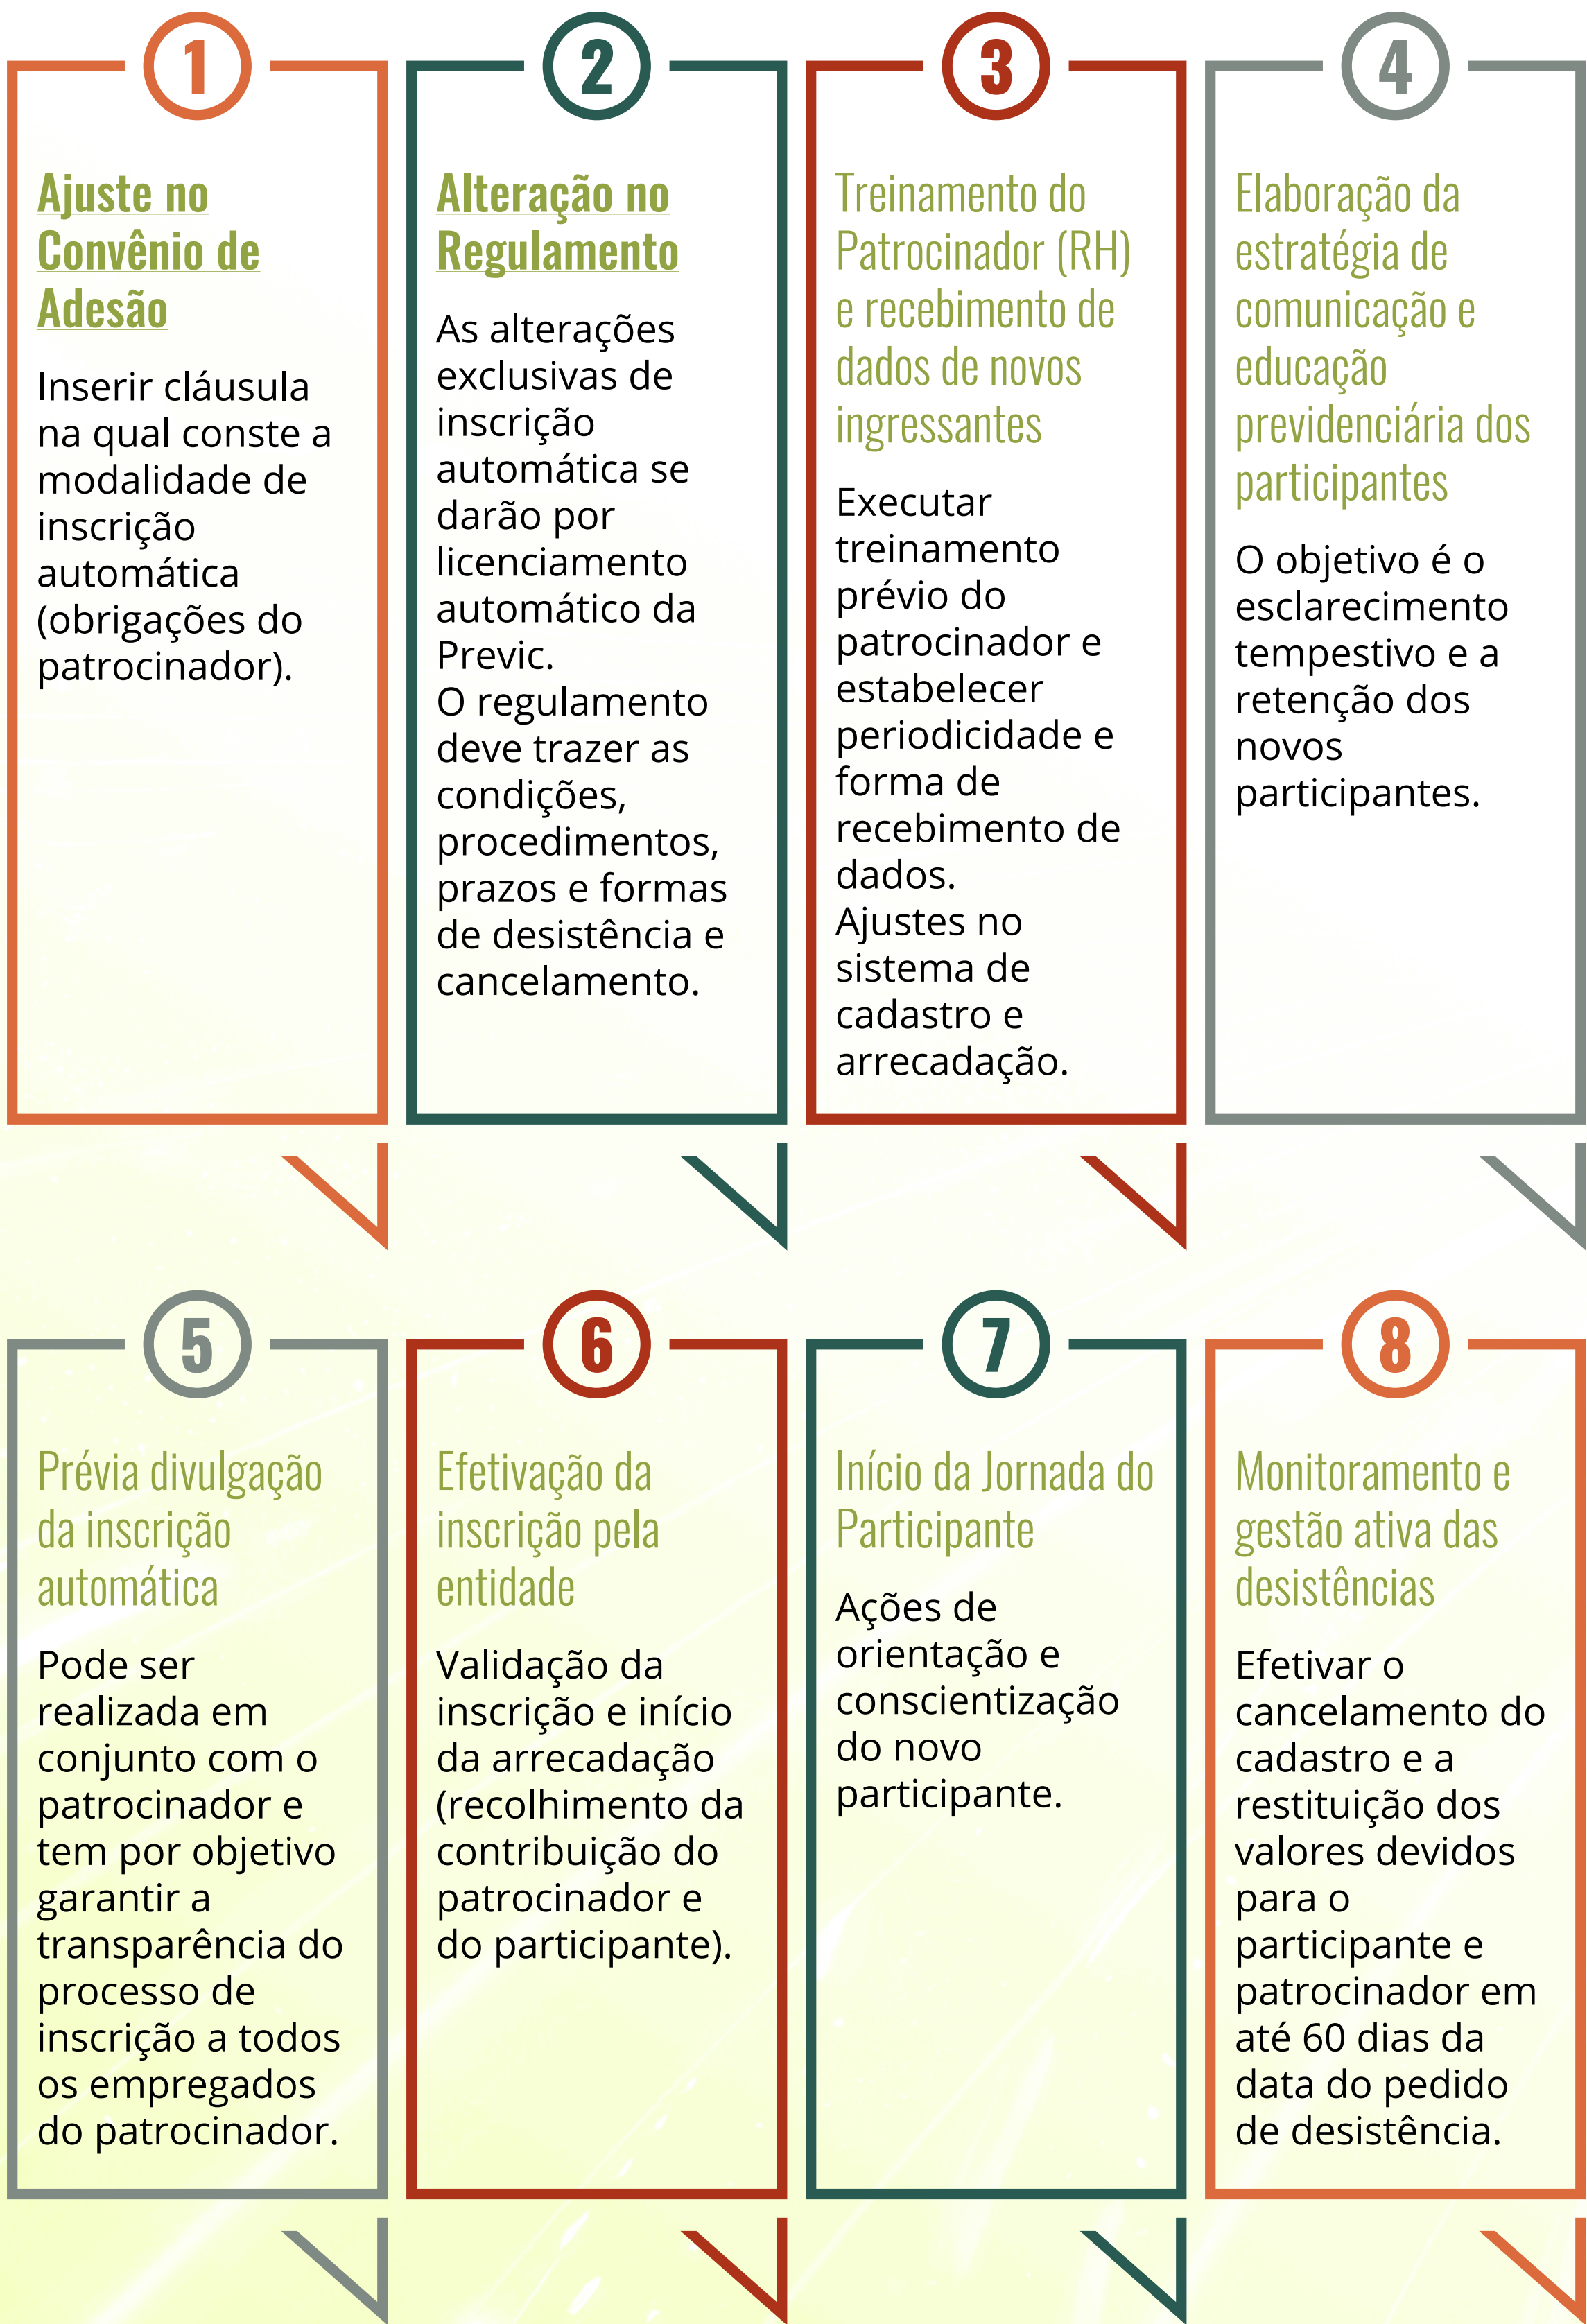 1
Ajuste no
Convênio de
Adesão
Inserir cláusula
na qual conste a
modalidade de
inscrição
automática
(obrigações do
patrocinador).
2
Alteração no
Regulamento
As alterações
exclusivas de
inscrição
automática se
darão por
licenciamento
automático da
Previc.
O regulamento
deve trazer as
condições,
procedimentos,
prazos e formas
de desistência e
cancelamento.
3
Treinamento do
Patrocinador (RH)
e recebimento de
dados de novos
ingressantes
Executar
treinamento
prévio do
patrocinador e
estabelecer
periodicidade e
forma de
recebimento de
dados.
Ajustes no
sistema de
cadastro e
arrecadação.
4
Elaboração da
estratégia de
comunicação e
educação
previdenciária dos
participantes
O objetivo é o
esclarecimento
tempestivo e a
retenção dos
novos
participantes.
5
Prévia divulgação
da inscrição
automática
Pode ser
realizada em
conjunto com o
patrocinador e
tem por objetivo
garantir a
transparência do
processo de
inscrição a todos
os empregados
do patrocinador.
6
Efetivação da
inscrição pela
entidade
Validação da
inscrição e início
da arrecadação
(recolhimento da
contribuição do
patrocinador e
do participante).
7
Início da Jornada do
Participante
Ações de
orientação e
conscientização
do novo
participante.
8
Monitoramento e
gestão ativa das
desistências
Efetivar o
cancelamento do
cadastro e a
restituição dos
valores devidos
para o
participante e
patrocinador em
até 60 dias da
data do pedido
de desistência.